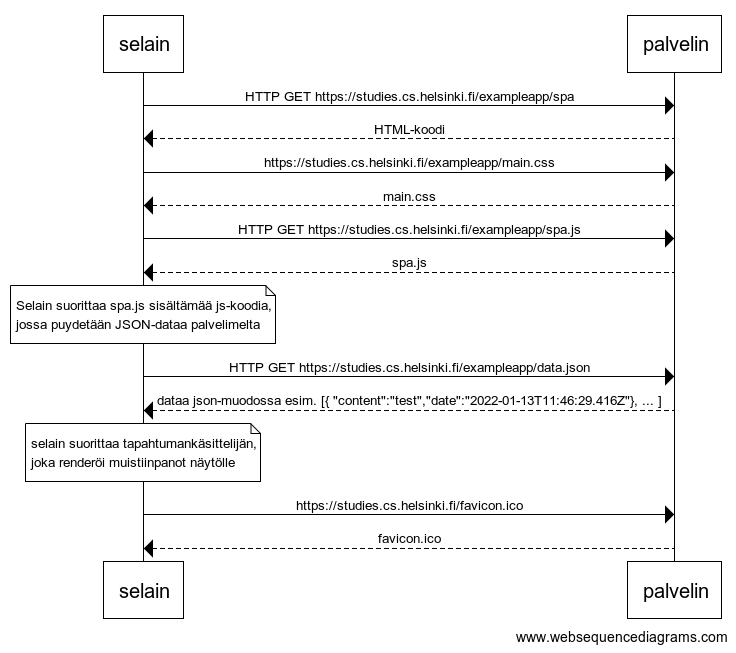 selain
palvelin
HTTP GET https://studies.cs.helsinki.fi/exampleapp/spa
HTML-koodi
https://studies.cs.helsinki.fi/exampleapp/main.css
main.css
HTTP GET https://studies.cs.helsinki.fi/exampleapp/spa.js
spa.js
Selain suorittaa spa.js sisältämää js-koodia,
jossa puydetään JSON-dataa palvelimelta
HTTP GET https://studies.cs.helsinki.fi/exampleapp/data.json
dataa json-muodossa esim. [{ "content":"test","date":"2022-01-13T11:46:29.416Z"}, ... ]
selain suorittaa tapahtumankäsittelijän,
joka renderöi muistiinpanot näytölle
https://studies.cs.helsinki.fi/favicon.ico
favicon.ico
selain
palvelin
www.websequencediagrams.com